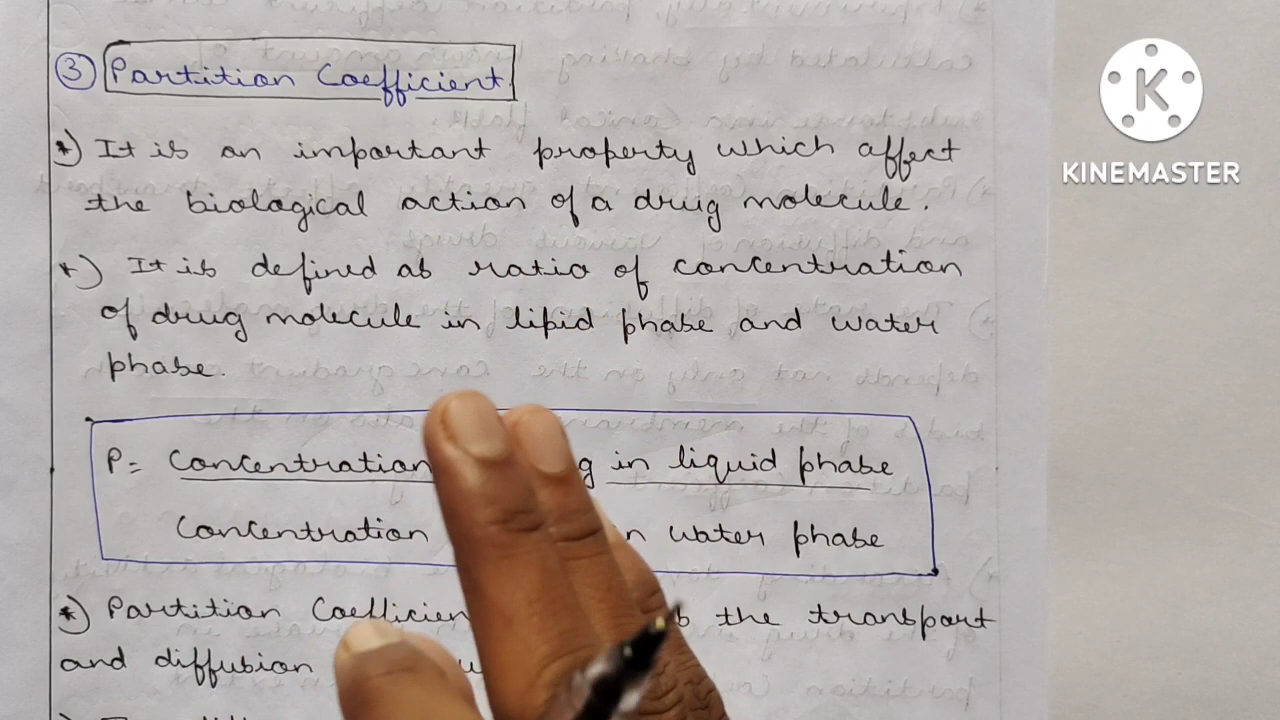 3 Partition Coefficient
*) It is an important property which affect
the biological action of a drug molecule.
*) It is defined as ratio of concentration
of drug molecule in lipid phase and water
phase.
P= Concentration in liquid phase
Concentration water phase
*) Partition the transport
and diffusion
K
KINEMASTER